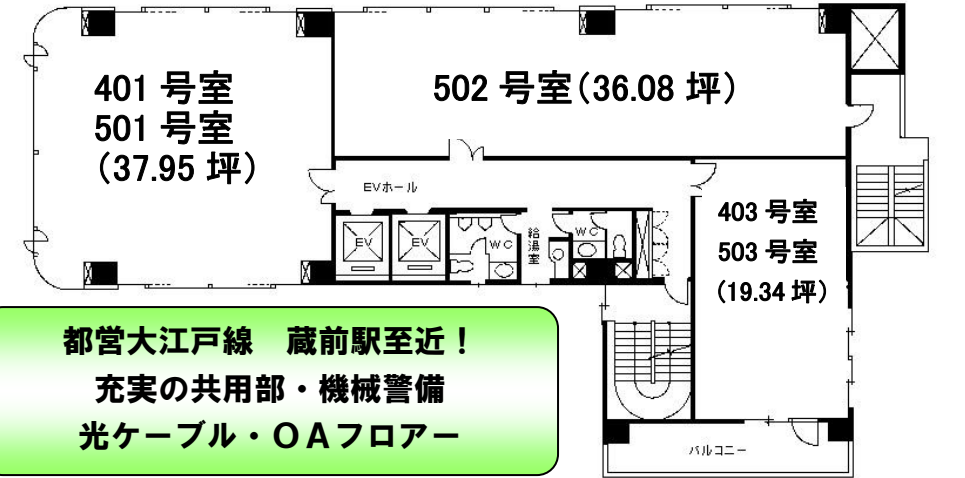 401 号室
501 号室
（37.95 坪）
502 号室（36.08 坪）
EVホール
EV
EV
WC
給湯室
WC
403 号室
503 号室
（19.34 坪）
都営大江戸線　蔵前駅至近！
充実の共用部・機械警備
光ケーブル・ＯＡフロアー
バルコニー